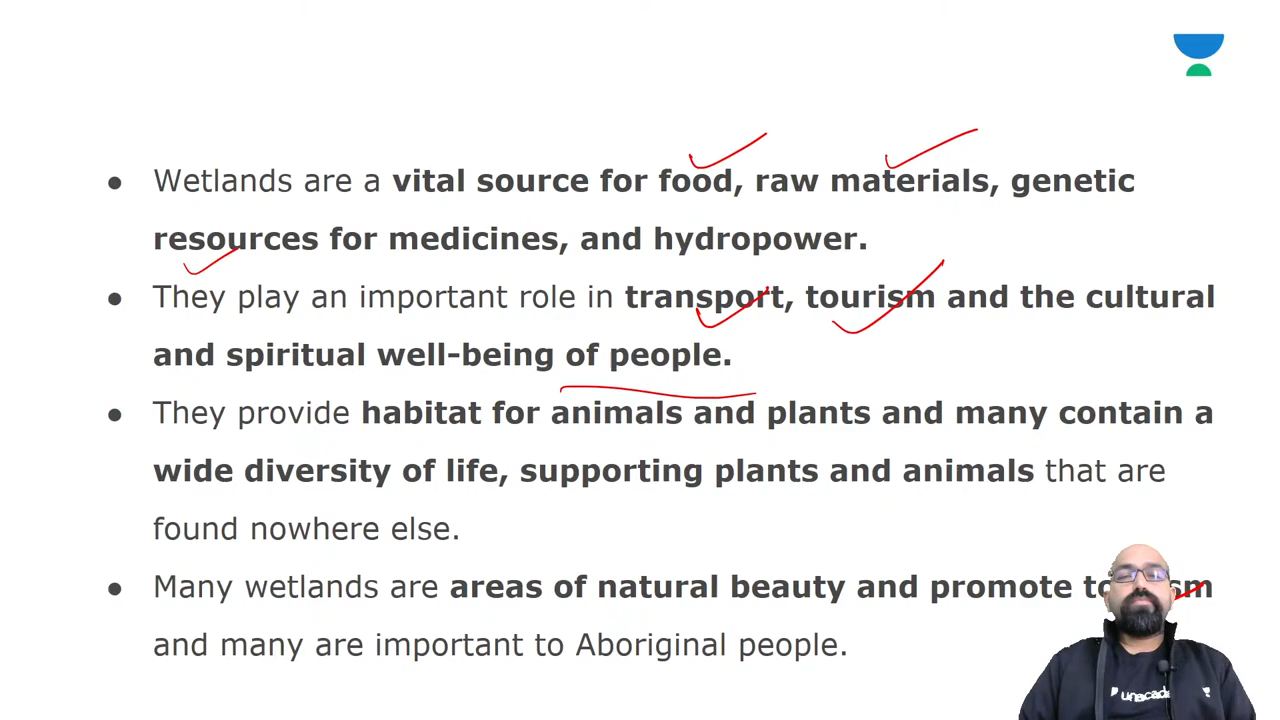 ● Wetlands are a vital source for food, raw materials, genetic
resources for medicines, and hydropower.
● They play an important role in transport, tourism and the cultural
and spiritual well-being of people.
● They provide habitat for animals and plants and many contain a
wide diversity of life, supporting plants and animals that are
found nowhere else.
● Many wetlands are areas of natural beauty and promote
and many are important to Aboriginal people.